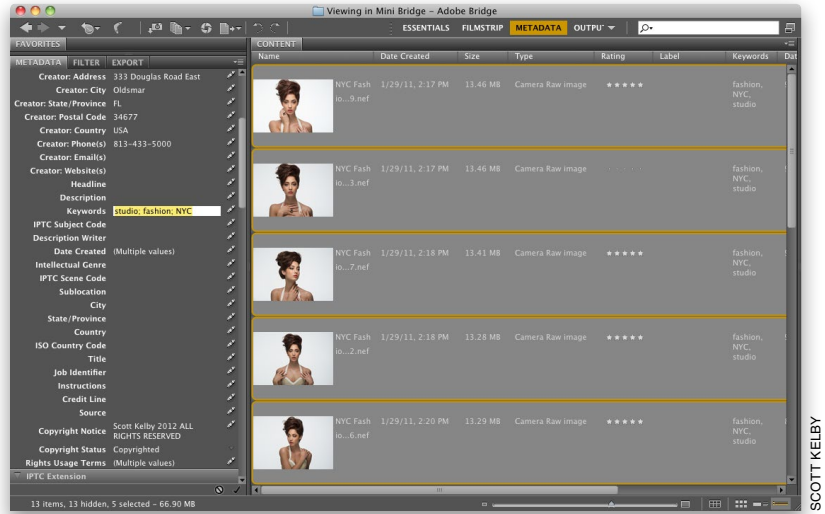 Viewing in Mini Bridge – Adobe Bridge
ESSENTIALS FILMSTRIP METADATA OUTPU
FAVORITES
METADATA FILTER EXPORT
Creator: Address 333 Douglas Road East
Creator: City Oldsmar
Creator: State/Province FL
Creator: Postal Code 34677
Creator: Country USA
Creator: Phone(s) 813-433-5000
Creator: Email(s)
Creator: Website(s)
Headline
Description
Keywords studio; fashion; NYC
IPTC Subject Code
Description Writer
Date Created (Multiple values)
Intellectual Genre
IPTC Scene Code
Sublocation
City
State/Province
Country
ISO Country Code
Title
Job Identifier
Instructions
Credit Line
Source
Copyright Notice Scott Kelby 2012 ALL
RIGHTS RESERVED
Copyright Status Copyrighted
Rights Usage Terms (Multiple values)
IPTC Extension
CONTENT
Name Date Created Size Type Rating Label Keywords Dat
NYC Fash 1/29/11, 2:17 PM 13.46 MB Camera Raw image ★★★★★ fashion,
io...9.nef NYC,
studio
NYC Fash 1/29/11, 2:17 PM 13.46 MB Camera Raw image fashion,
io...3.nef NYC,
studio
NYC Fash 1/29/11, 2:18 PM 13.41 MB Camera Raw image ★★★★★ fashion,
io...7.nef NYC,
studio
NYC Fash 1/29/11, 2:18 PM 13.28 MB Camera Raw image ★★★★★ fashion,
io...2.nef NYC,
studio
NYC Fash 1/29/11, 2:20 PM 13.29 MB Camera Raw image ★★★★★ fashion,
io...6.nef NYC,
studio
13 items, 13 hidden, 5 selected – 66.90 MB
SCOTT KELBY